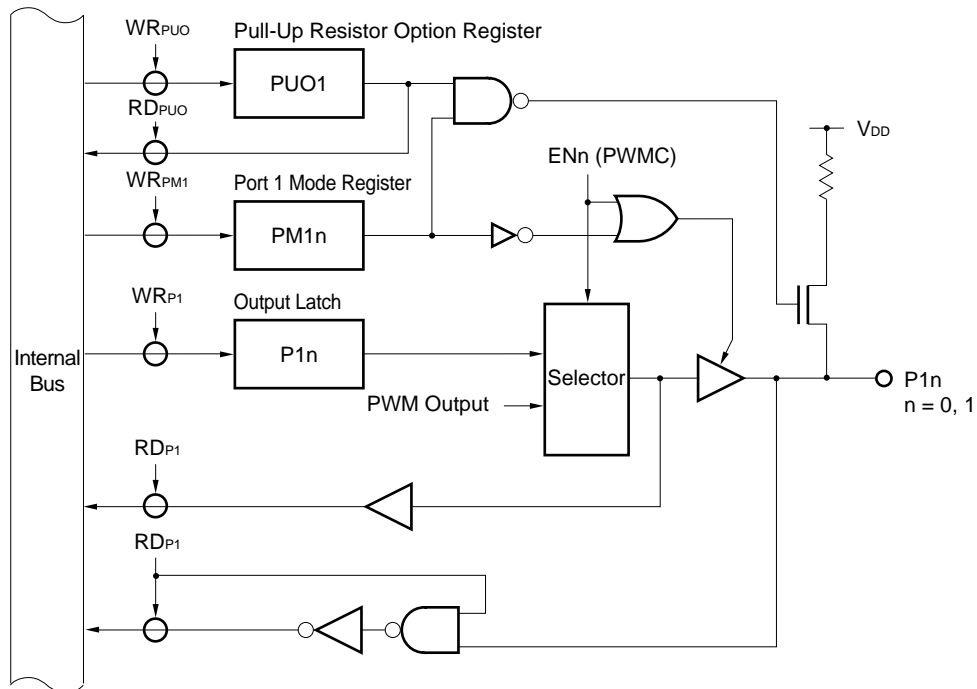 WRPUO
Pull-Up Resistor Option Register
PUO1
RDPUO
VDD
ENn (PWMC)
WRPM1
Port 1 Mode Register
PM1n
WRP1
Output Latch
P1n
Internal
Bus
Selector
P1n
n = 0, 1
PWM Output
RDP1
RDP1